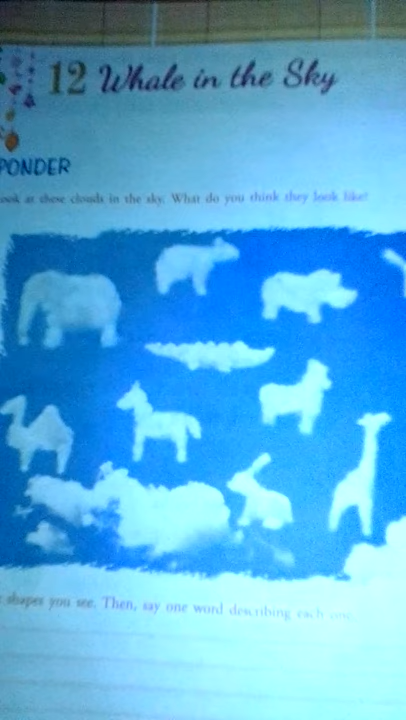 12 Whale in the Sky
PONDER
ook at these clouds in the sky. What do you think they look like?
shapes you see. Then, say one word describing each one.